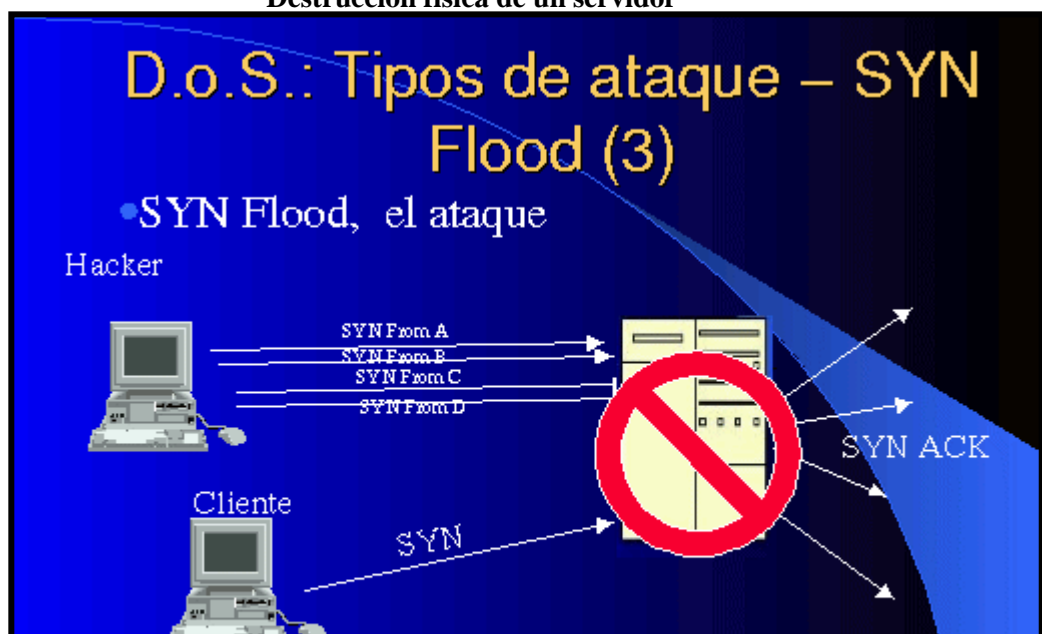 Destrucción física de un servidor
D.o.S.: Tipos de ataque – SYN
Flood (3)
SYN Flood, el ataque
Hacker
SYN From A
SYN From B
SYN From C
SYN From D
SYN ACK
Cliente
SYN